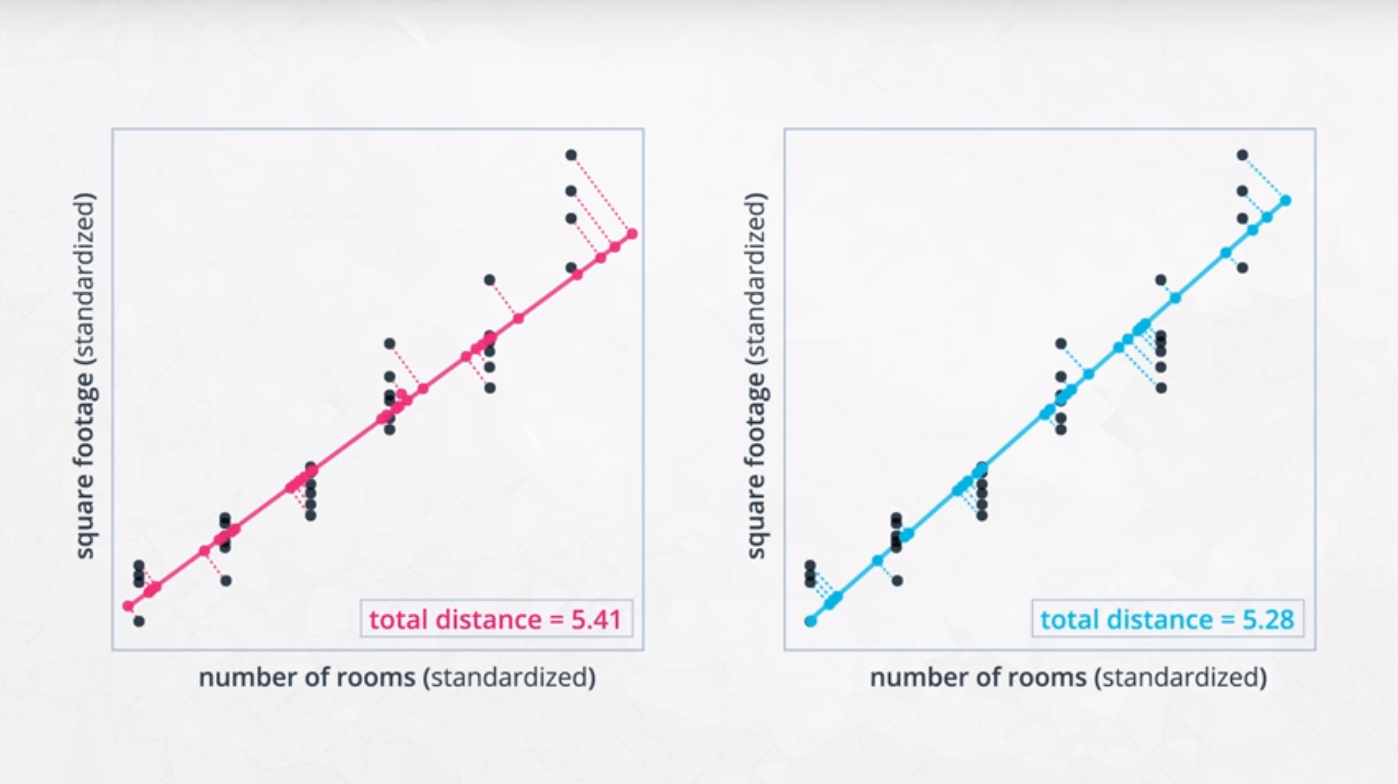 square footage (standardized)
total distance = 5.41
number of rooms (standardized)
square footage (standardized)
total distance = 5.28
number of rooms (standardized)